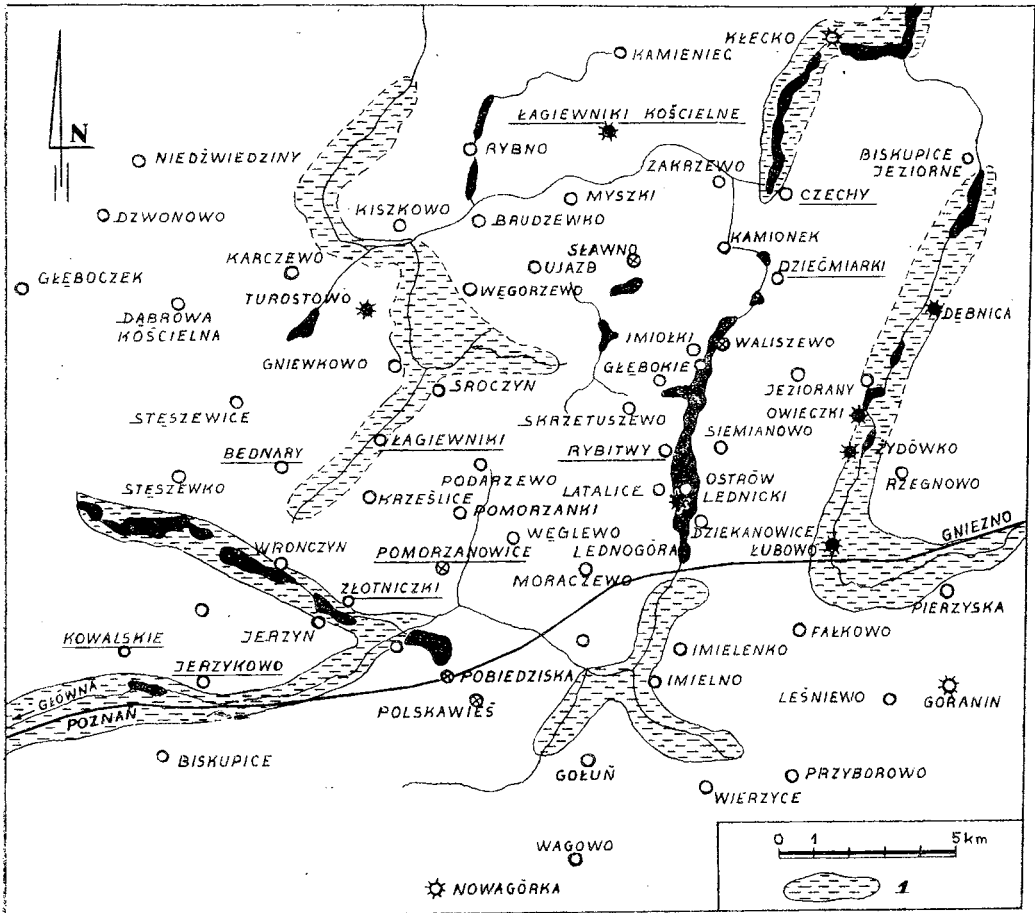 KŁECKO
KAMIENIEC
N
ŁAGIEWNIKI KOŚCIELNE
NIEDŹWIEDZINY
RYBNO
ZAKRZEWO
BISKUPICE
JEZIORNE
MYSZKI
CZECHY
DZWONOWO
KISZKOWO
BRUDZEWKO
SŁAWNO
KAMIONEK
KARCZEWO
UJAZB
DZIEĆMIARKI
GŁĘBOCZEK
TUROSTOWO
WĘGORZEWO
DĘBNICA
DĄBROWA
KOŚCIELNA
IMIOŁKI
WALISZEWO
GNIEWKOWO
GŁĘBOKIE
SROCZYN
JEZIORANY
STĘSZEWICE
SKRZETUSZEWO
OWIECZKI
ŁAGIEWNIKI
SIEMIANOWO
BEDNARY
RYBITWY
ŻYDÓWKO
PODARZEWO
STĘSZEWKO
KRZEŚLICE
LATALICE
OSTRÓW
LEDNICKI
RZEGNOWO
POMORZANKI
WĘGLEWO
DZIEKANOWICE
GNIEZNO
WRONCZYN
POMORZANOWICE
LEDNOGÓRA
ŁUBOWO
MORACZEWO
ZŁOTNICZKI
PIERZYSKA
JERZYN
FAŁKOWO
KOWALSKIE
IMIELENKO
JERZYKOWO
POBIEDZISKA
IMIELNO
GŁÓWNA
POLSKAWIEŚ
LEŚNIEWO
GORANIN
POZNAŃ
BISKUPICE
GOŁUŃ
PRZYBOROWO
WIERZYCE
0 1 5km
WAGOWO
1
NOWAGÓRKA